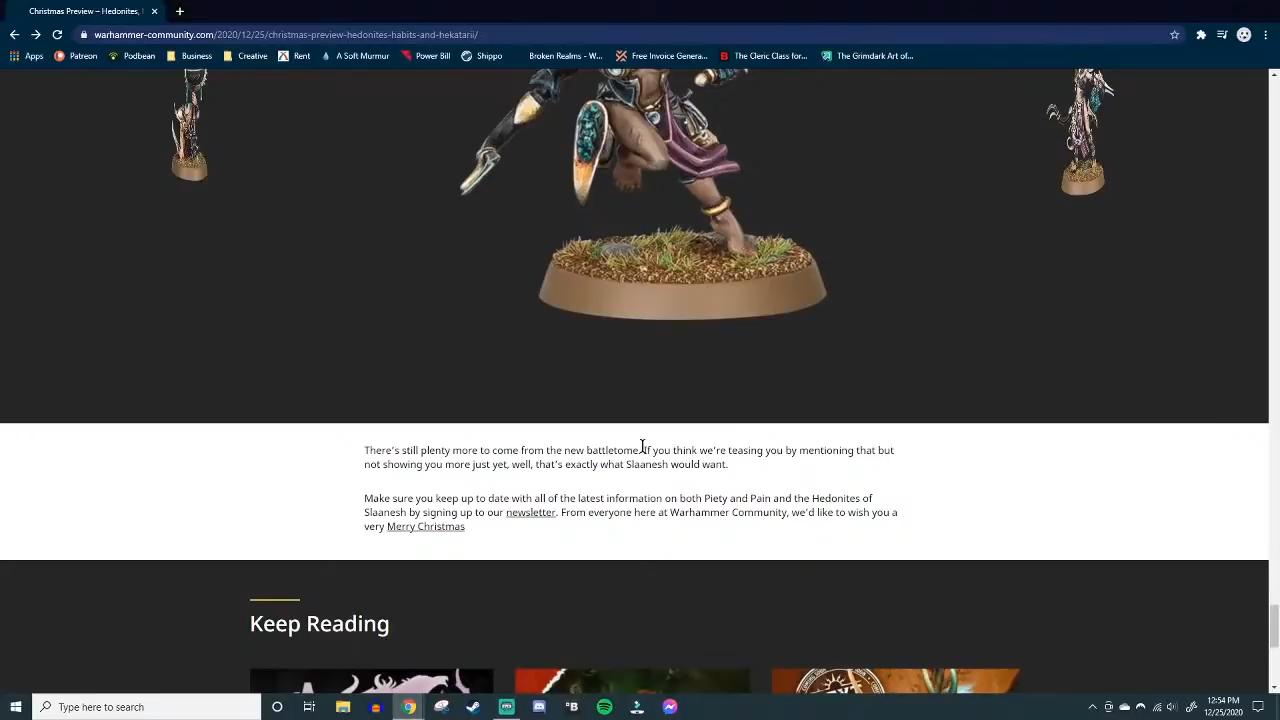 Christmas Preview – Hedonites,
warhammer-community.com/2020/12/25/christmas-preview-hedonites-habits-and-hekatarii/
Apps Patreon Podbean Business Creative Rent A Soft Murmur Power Bill Shippo Broken Realms - W... Free Invoice Genera... The Cleric Class for... The Grimdark Art of...
There's still plenty more to come from the new battletome. If you think we're teasing you by mentioning that but
not showing you more just yet, well, that's exactly what Slaanesh would want.
Make sure you keep up to date with all of the latest information on both Piety and Pain and the Hedonites of
Slaanesh by signing up to our newsletter. From everyone here at Warhammer Community, we'd like to wish you a
very Merry Christmas
Keep Reading
Type here to search
12:54 PM
12/25/2020